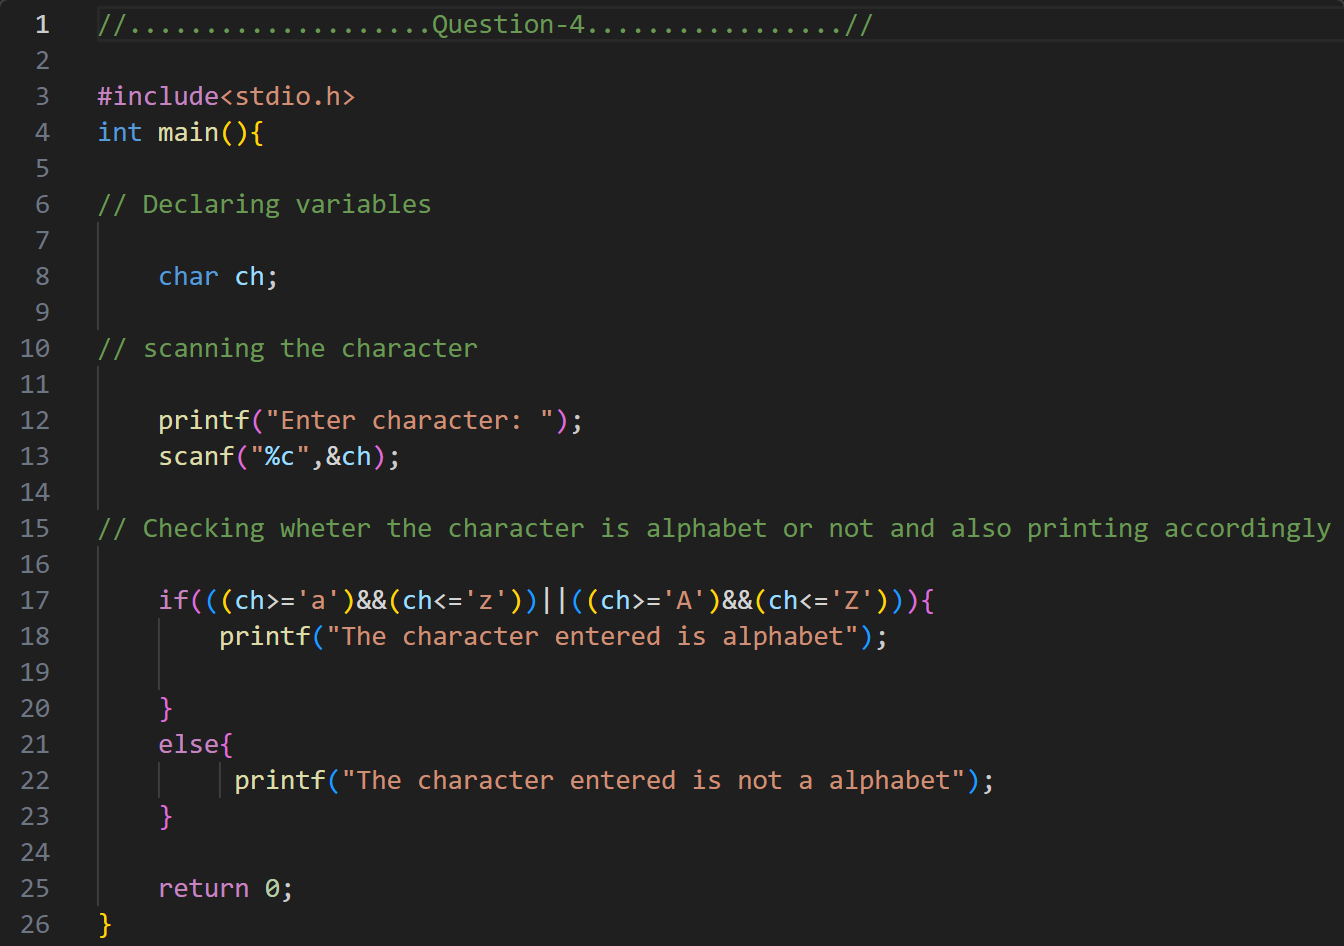 1 //....................Question-4.................//
2
3 #include<stdio.h>
4 int main(){
5
6 // Declaring variables
7
8     char ch;
9
10 // scanning the character
11
12     printf("Enter character: ");
13     scanf("%c",&ch);
14
15 // Checking wheter the character is alphabet or not and also printing accordingly
16
17     if(((ch>='a')&&(ch<='z'))||((ch>='A')&&(ch<='Z'))){
18         printf("The character entered is alphabet");
19
20     }
21     else{
22          printf("The character entered is not a alphabet");
23     }
24
25     return 0;
26 }